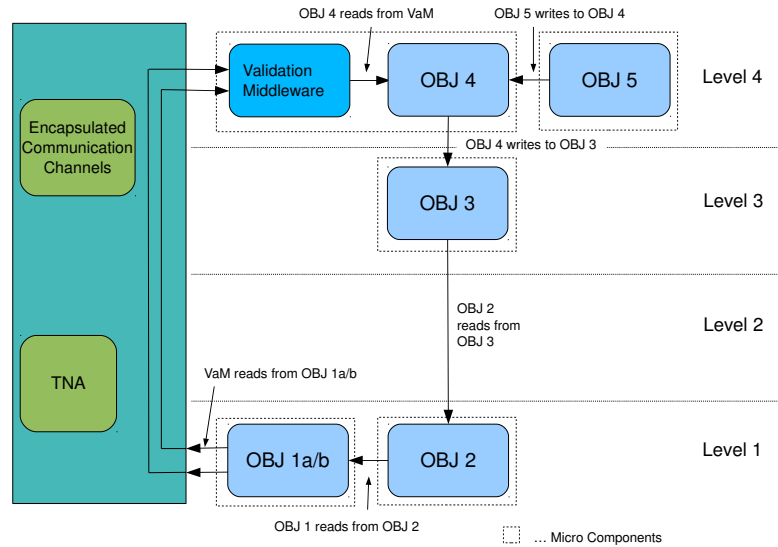 OBJ 4 reads from VaM
OBJ 5 writes to OBJ 4
Validation
Middleware
OBJ 4
OBJ 5
Level 4
Encapsulated
Communication
Channels
OBJ 4 writes to OBJ 3
OBJ 3
Level 3
OBJ 2
reads from
OBJ 3
Level 2
TNA
VaM reads from OBJ 1a/b
OBJ 1a/b
OBJ 2
Level 1
OBJ 1 reads from OBJ 2
... Micro Components